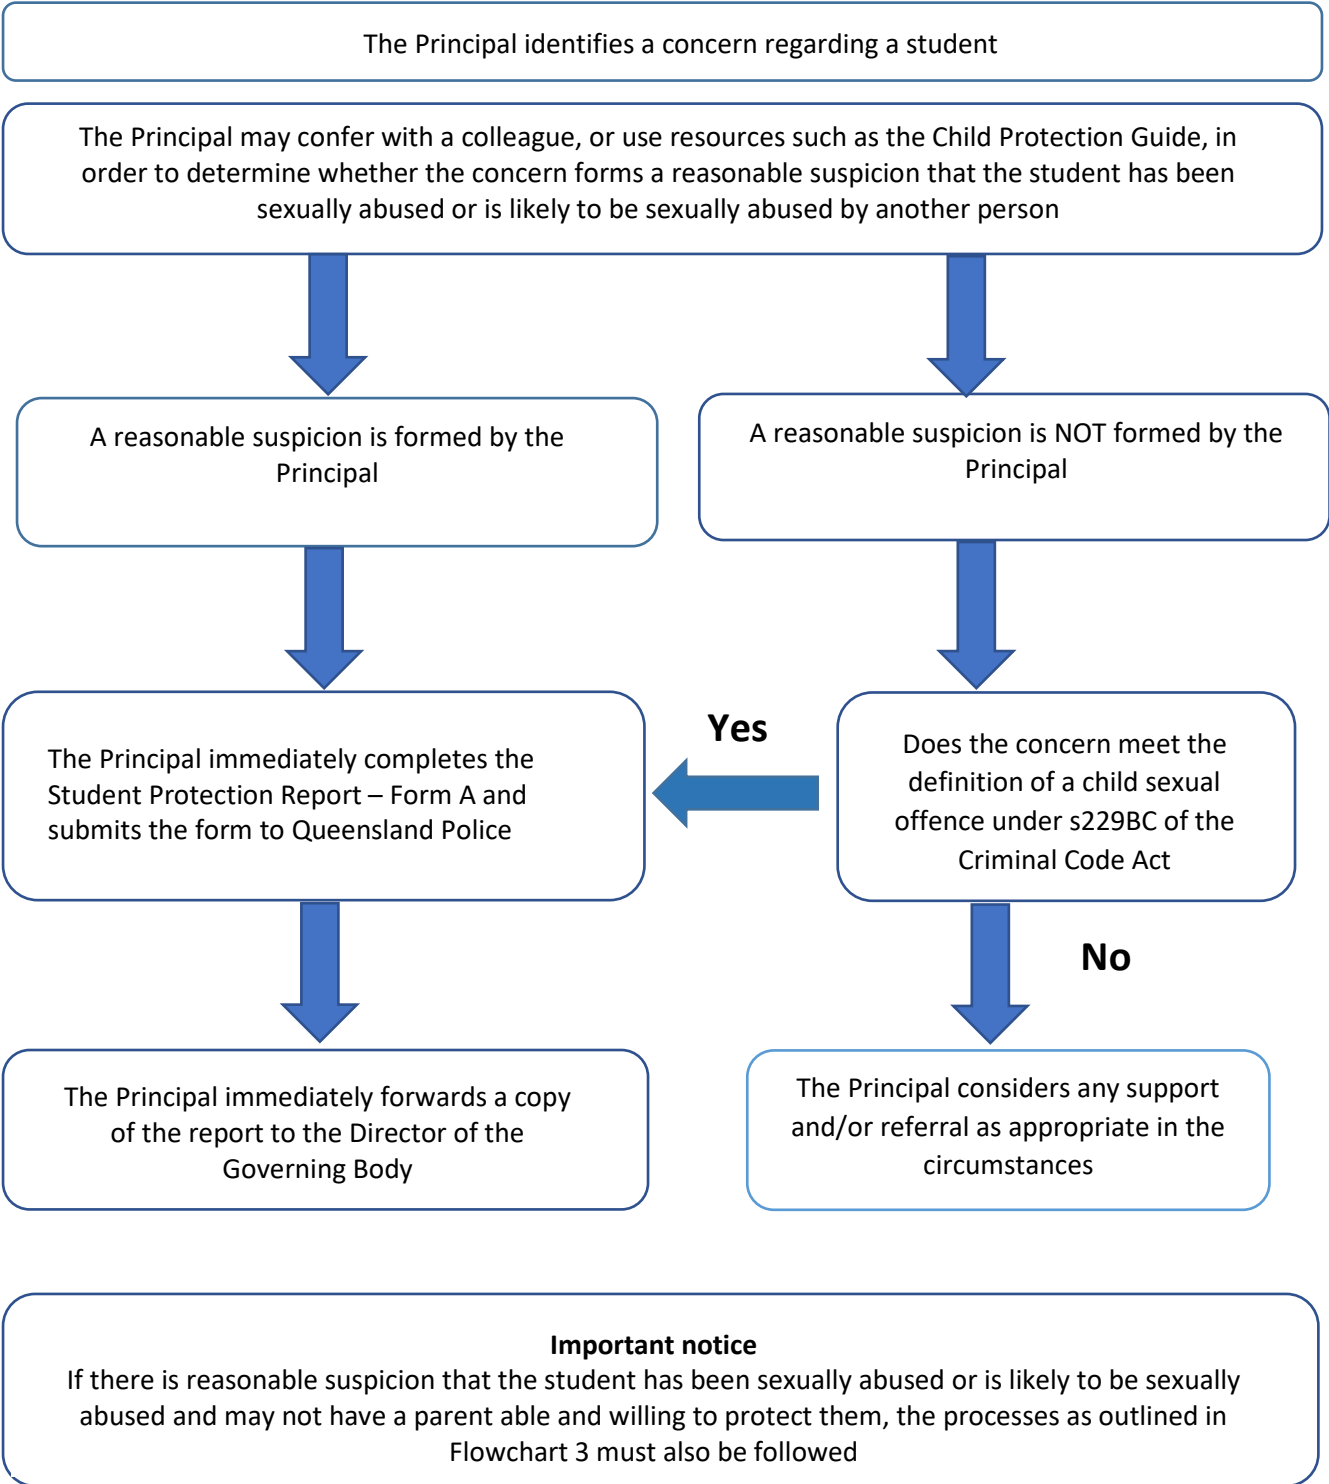 The Principal identifies a concern regarding a student
The Principal may confer with a colleague, or use resources such as the Child Protection Guide, in
order to determine whether the concern forms a reasonable suspicion that the student has been
sexually abused or is likely to be sexually abused by another person
A reasonable suspicion is formed by the
Principal
A reasonable suspicion is NOT formed by the
Principal
The Principal immediately completes the
Student Protection Report – Form A and
submits the form to Queensland Police
Yes
Does the concern meet the
definition of a child sexual
offence under s229BC of the
Criminal Code Act
No
The Principal immediately forwards a copy
of the report to the Director of the
Governing Body
The Principal considers any support
and/or referral as appropriate in the
circumstances
Important notice
If there is reasonable suspicion that the student has been sexually abused or is likely to be sexually
abused and may not have a parent able and willing to protect them, the processes as outlined in
Flowchart 3 must also be followed